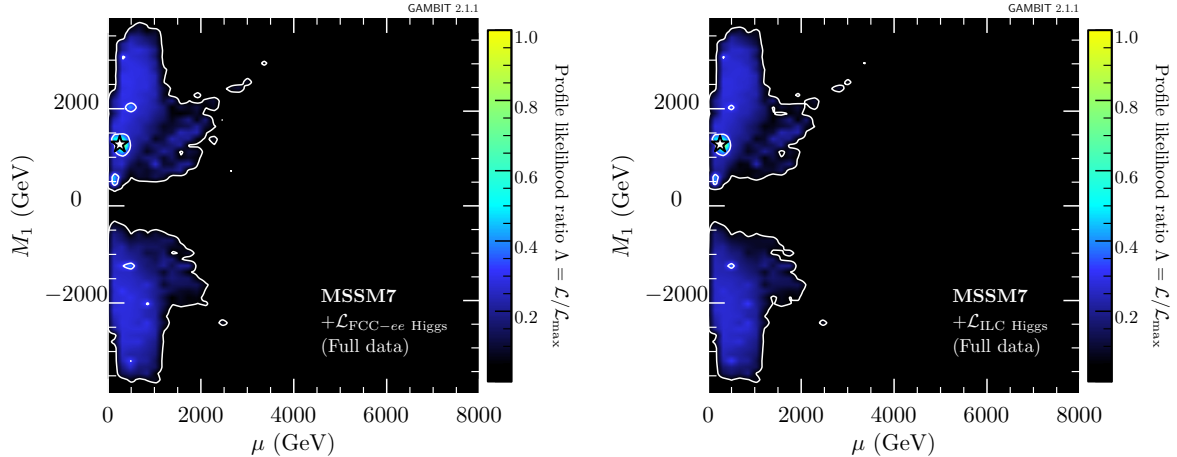 GAMBIT 2.1.1
M₁ (GeV)
2000
0
−2000
0
2000
4000
6000
8000
μ (GeV)
MSSM7
+ℒFCC−ee Higgs
(Full data)
1.0
0.8
0.6
0.4
0.2
Profile likelihood ratio Λ = ℒ/ℒmax
GAMBIT 2.1.1
M₁ (GeV)
2000
0
−2000
0
2000
4000
6000
8000
μ (GeV)
MSSM7
+ℒILC Higgs
(Full data)
1.0
0.8
0.6
0.4
0.2
Profile likelihood ratio Λ = ℒ/ℒmax